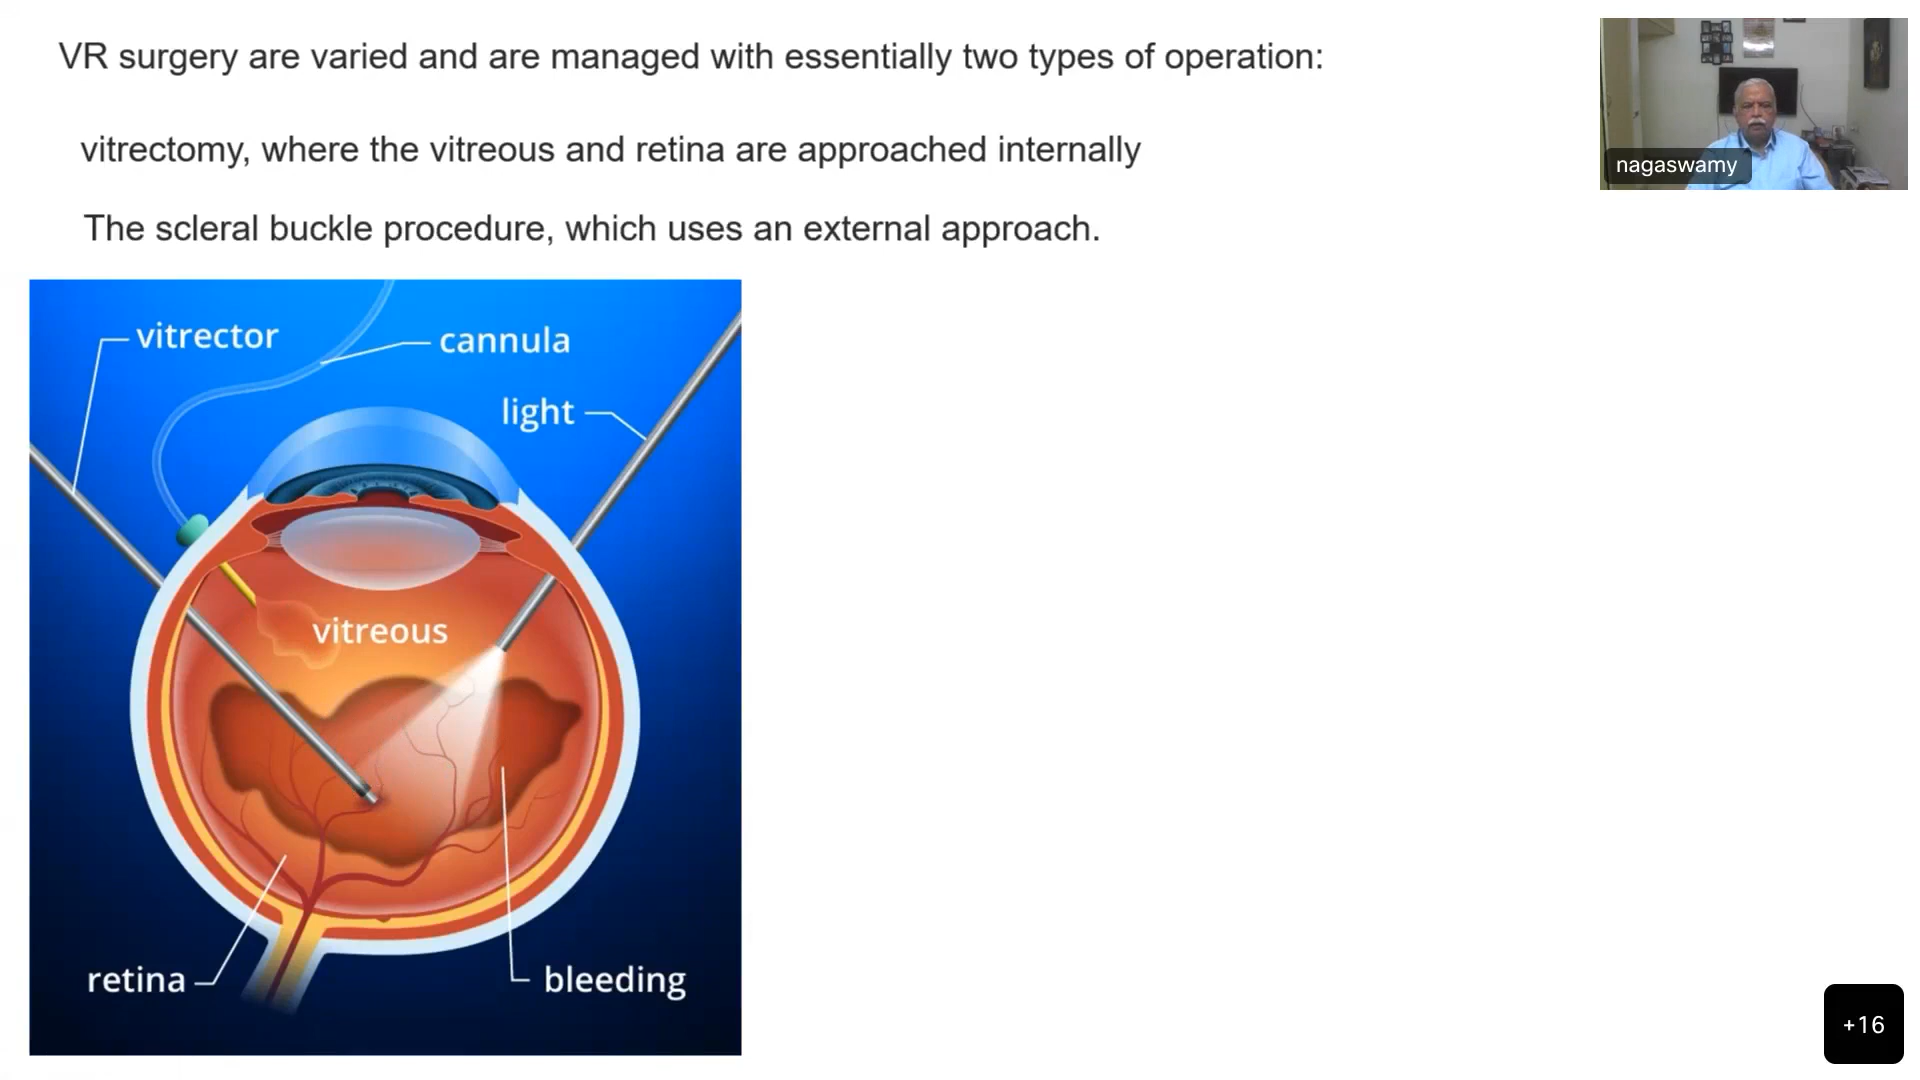 VR surgery are varied and are managed with essentially two types of operation:
vitrectomy, where the vitreous and retina are approached internally
The scleral buckle procedure, which uses an external approach.
nagaswamy
vitrector
cannula
light
vitreous
retina
bleeding
+16